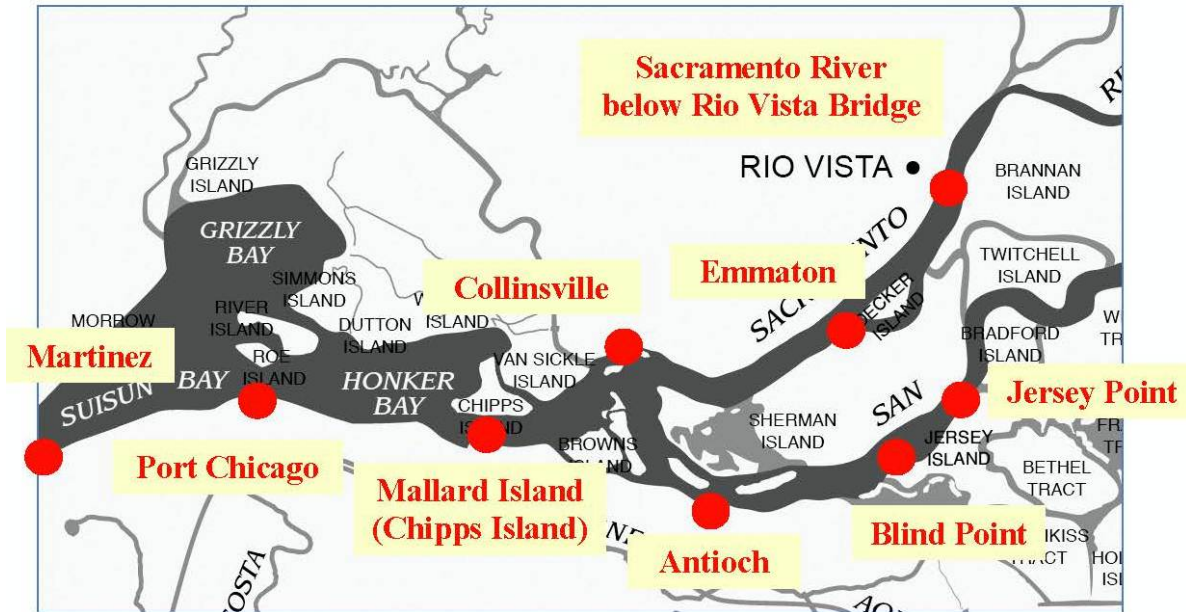 Sacramento River
below Rio Vista Bridge
RIO VISTA
BRANNAN
ISLAND
GRIZZLY
ISLAND
GRIZZLY
BAY
TWITCHELL
ISLAND
SACRAMENTO
Emmaton
Collinsville
SIMMONS
ISLAND
RIVER
ISLAND
DECKER
ISLAND
MORROW
DUTTON
ISLAND
ISLAND
BRADFORD
ISLAND
Martinez
ROE
ISLAND
VAN SICKLE
ISLAND
SUISUN BAY
HONKER
BAY
CHIPPS
ISLAND
SAN
Jersey Point
SHERMAN
ISLAND
BROWNS
ISLAND
JERSEY
ISLAND
Port Chicago
Mallard Island
(Chipps Island)
BETHEL
TRACT
Blind Point
TRACT
Antioch